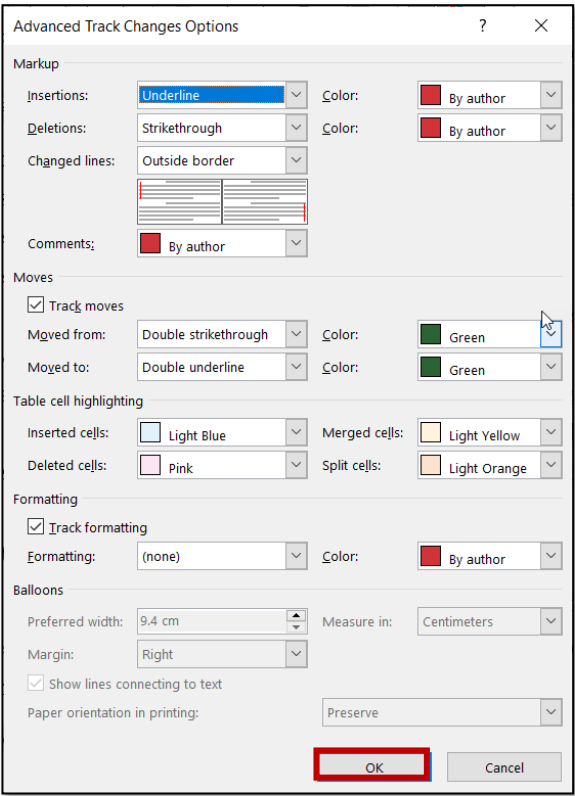 Advanced Track Changes Options ?
Markup
Insertions: Underline Color: By author
Deletions: Strikethrough Color: By author
Changed lines: Outside border
Comments: By author
Moves
Track moves
Moved from: Double strikethrough Color: Green
Moved to: Double underline Color: Green
Table cell highlighting
Inserted cells: Light Blue Merged cells: Light Yellow
Deleted cells: Pink Split cells: Light Orange
Formatting
Track formatting
Formatting: (none) Color: By author
Balloons
Preferred width: 9.4 cm Measure in: Centimeters
Margin: Right
Show lines connecting to text
Paper orientation in printing: Preserve
OK Cancel